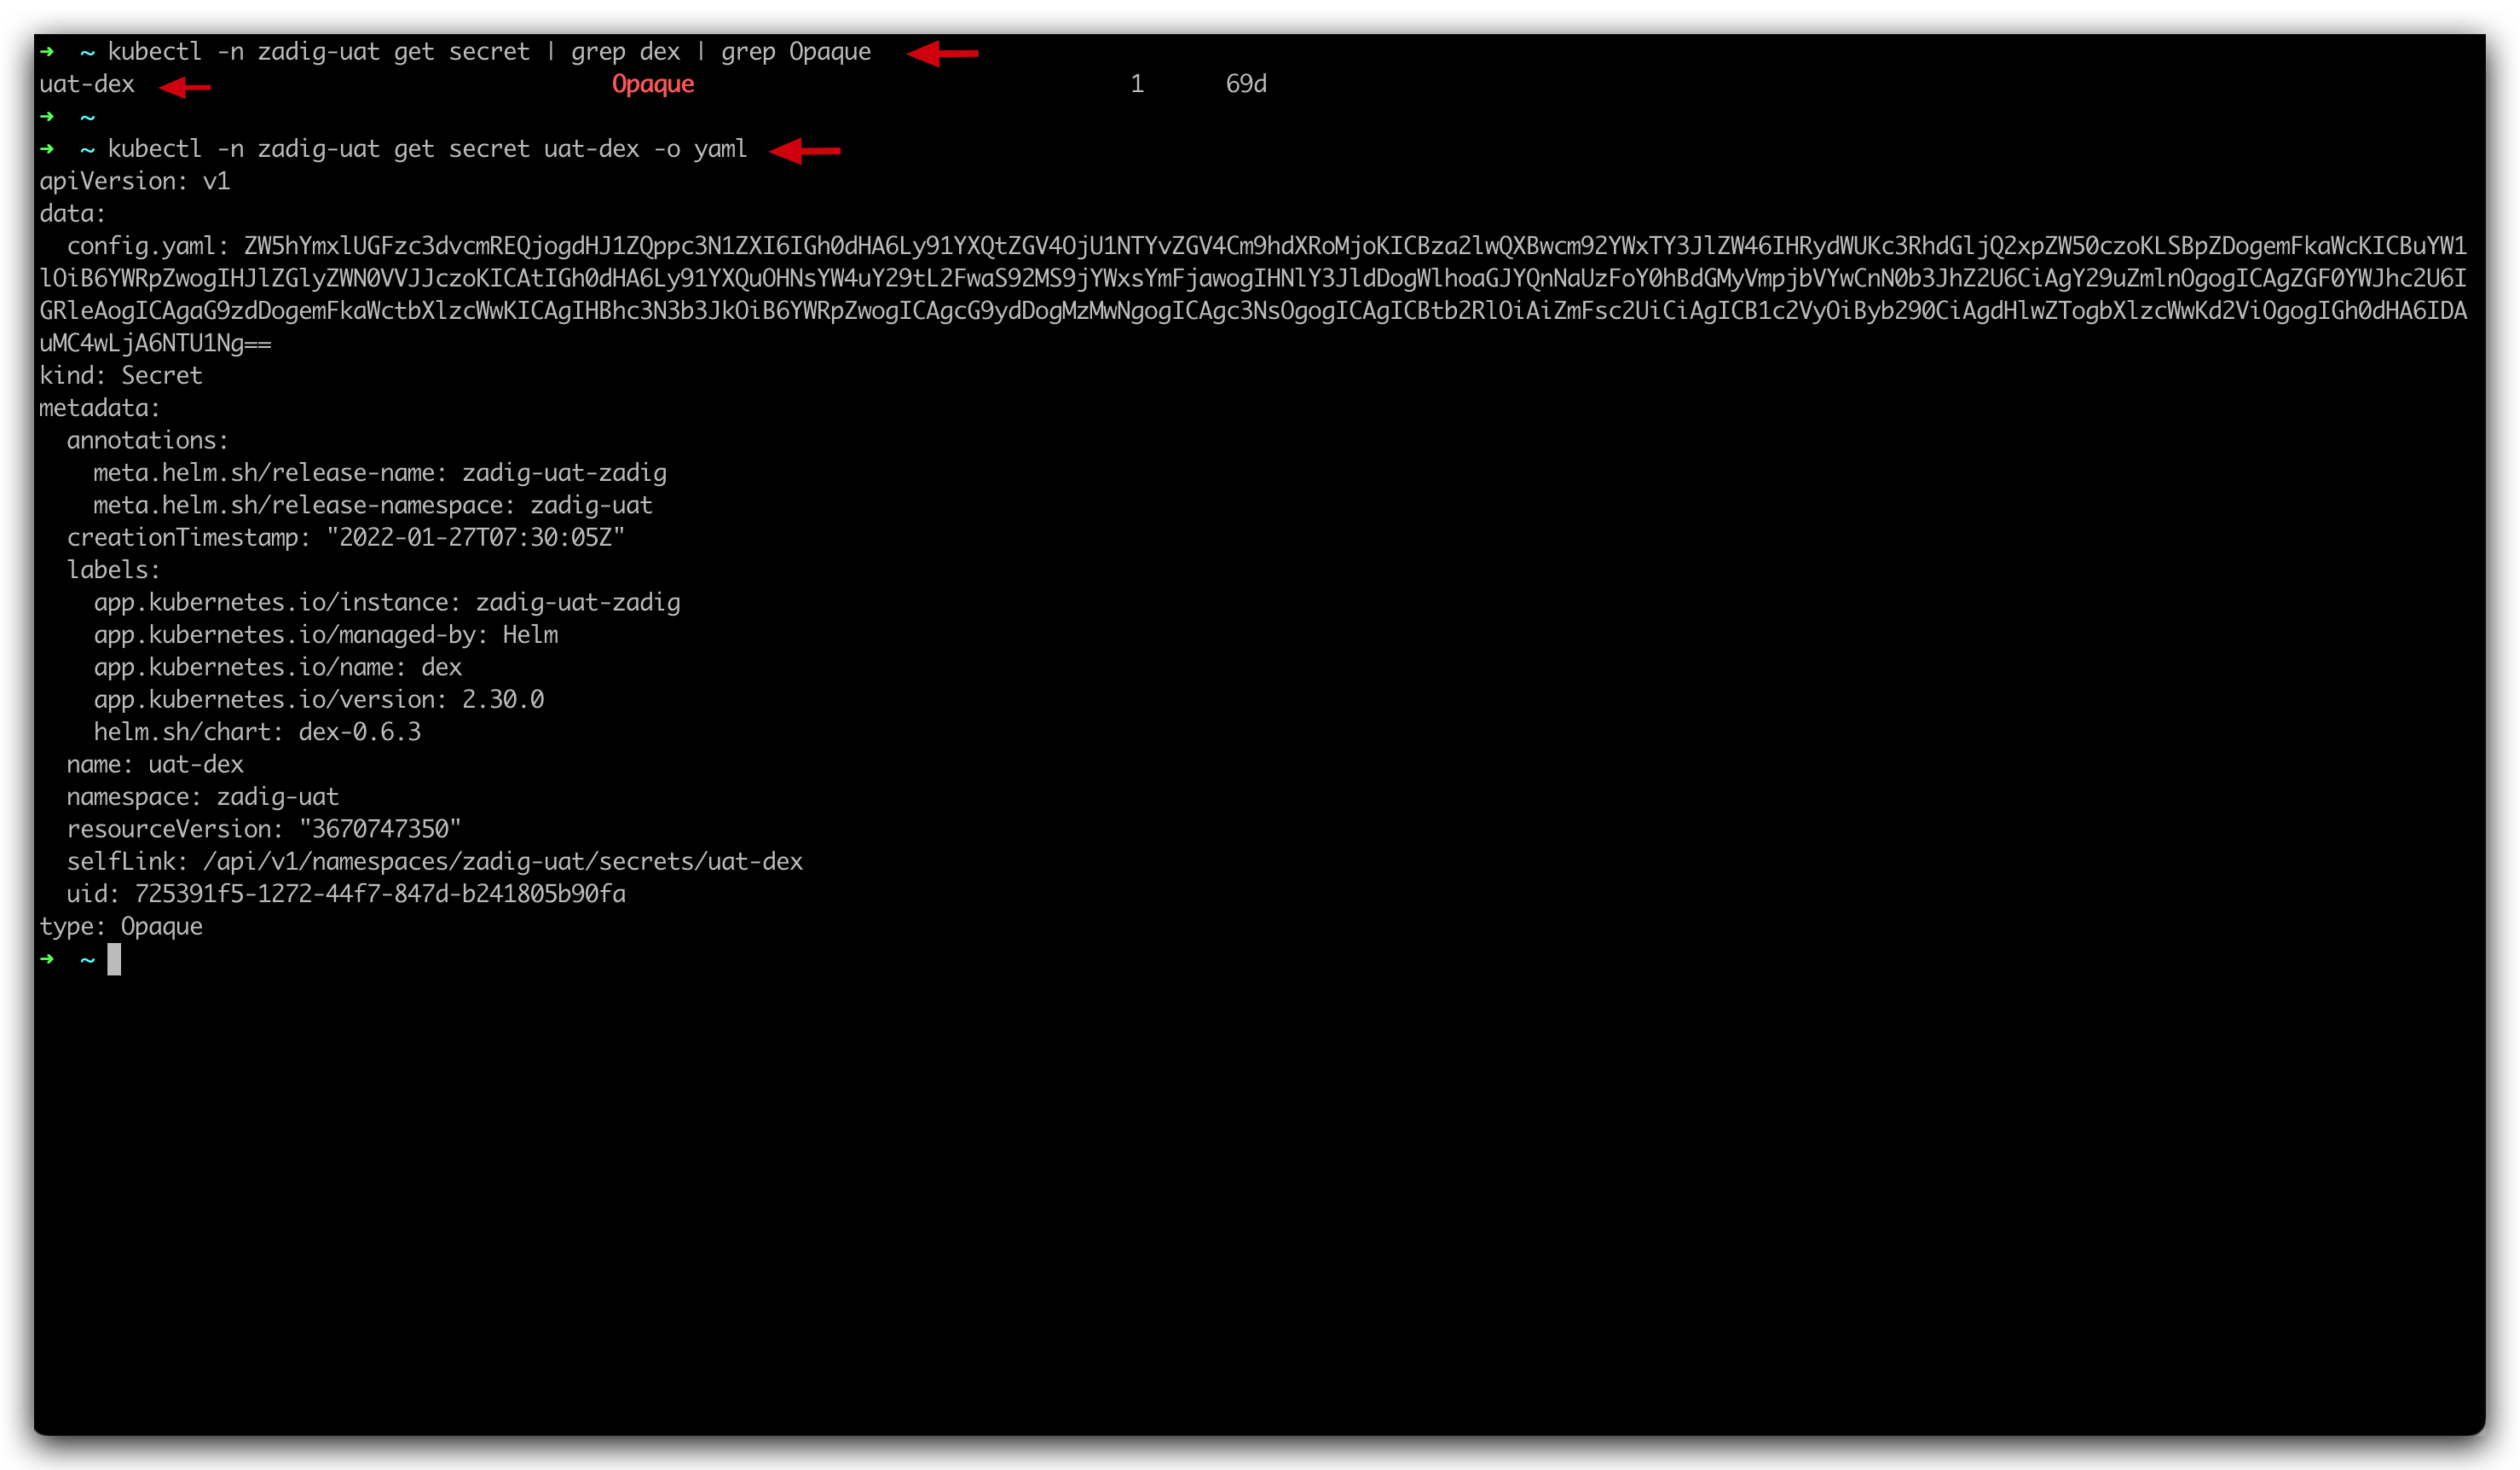 ➜  ~ kubectl -n zadig-uat get secret | grep dex | grep Opaque
uat-dex                                   Opaque                                1      69d
➜  ~
➜  ~ kubectl -n zadig-uat get secret uat-dex -o yaml
apiVersion: v1
data:
  config.yaml: ZW5hYmxlUGFzc3dvcmREQjogdHJ1ZQppc3N1ZXI6IGh0dHA6Ly91YXQtZGV4OjU1NTYvZGV4Cm9hdXRoMjoKICBza2lwQXBwcm92YWxTY3JlZW46IHRydWUKc3RhdGljQ2xpZW50czoKLSBpZDogemFkaWcKICBuYW1
lOiB6YWRpZwogIHJlZGlyZWN0VVJJczoKICAtIGh0dHA6Ly91YXQuOHNsYW4uY29tL2FwaS92MS9jYWxsYmFjawogIHNlY3JldDogWlhoaGJYQnNaUzFoY0hBdGMyVmpjbVYwCnN0b3JhZ2U6CiAgY29uZmlnOgogICAgZGF0YWJhc2U6I
GRleAogICAgaG9zdDogemFkaWctbXlzcWwKICAgIHBhc3N3b3JkOiB6YWRpZwogICAgcG9ydDogMzMwNgogICAgc3NsOgogICAgICBtb2RlOiAiZmFsc2UiCiAgICB1c2VyOiByb290CiAgdHlwZTogbXlzcWwKd2ViOgogIGh0dHA6IDA
uMC4wLjA6NTU1Ng==
kind: Secret
metadata:
  annotations:
    meta.helm.sh/release-name: zadig-uat-zadig
    meta.helm.sh/release-namespace: zadig-uat
  creationTimestamp: "2022-01-27T07:30:05Z"
  labels:
    app.kubernetes.io/instance: zadig-uat-zadig
    app.kubernetes.io/managed-by: Helm
    app.kubernetes.io/name: dex
    app.kubernetes.io/version: 2.30.0
    helm.sh/chart: dex-0.6.3
  name: uat-dex
  namespace: zadig-uat
  resourceVersion: "3670747350"
  selfLink: /api/v1/namespaces/zadig-uat/secrets/uat-dex
  uid: 725391f5-1272-44f7-847d-b241805b90fa
type: Opaque
➜  ~